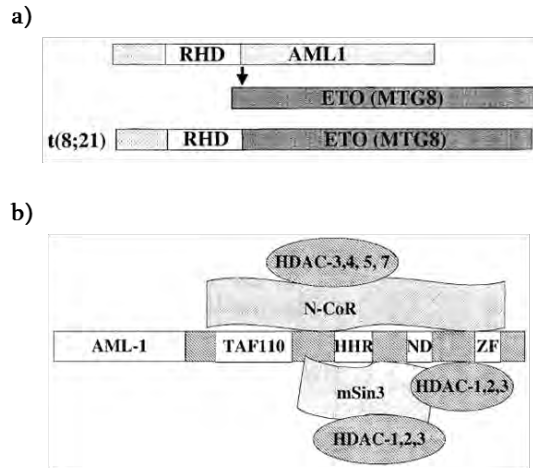 a)
RHD AML1
ETO (MTG8)
t(8;21) RHD ETO (MTG8)
b)
HDAC-3,4, 5, 7
N-CoR
AML-1 TAF110 HHR ND ZF
mSin3 HDAC-1,2,3
HDAC-1,2,3